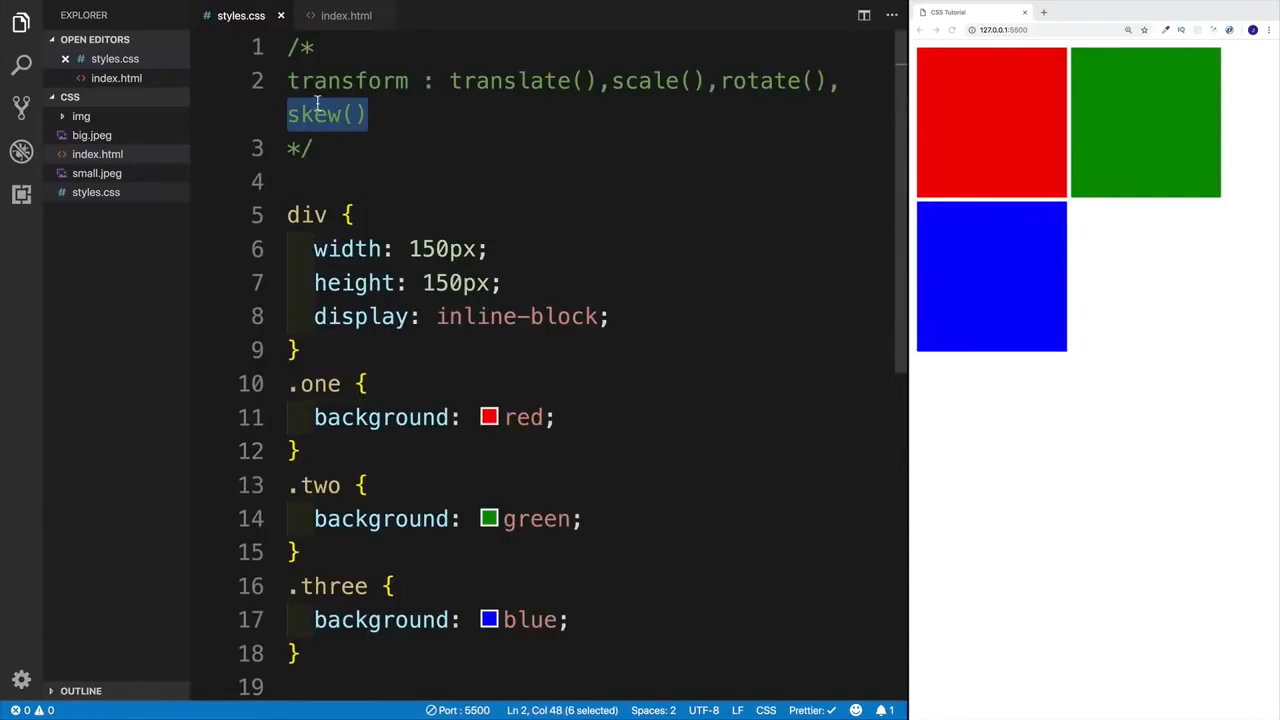 EXPLORER
OPEN EDITORS
styles.css
index.html
CSS
img
big.jpeg
index.html
small.jpeg
styles.css
OUTLINE
styles.css
index.html
1 /*
2 transform : translate(),scale(),rotate(),
skew()
3 */
4
5 div {
6 width: 150px;
7 height: 150px;
8 display: inline-block;
9 }
10 .one {
11 background: red;
12 }
13 .two {
14 background: green;
15 }
16 .three {
17 background: blue;
18 }
19
0 0
Port : 5500
Ln 2, Col 48 (6 selected)
Spaces: 2
UTF-8
LF
CSS
Prettier: ✓
1
CSS Tutorial
127.0.0.1:5500
IQ
J